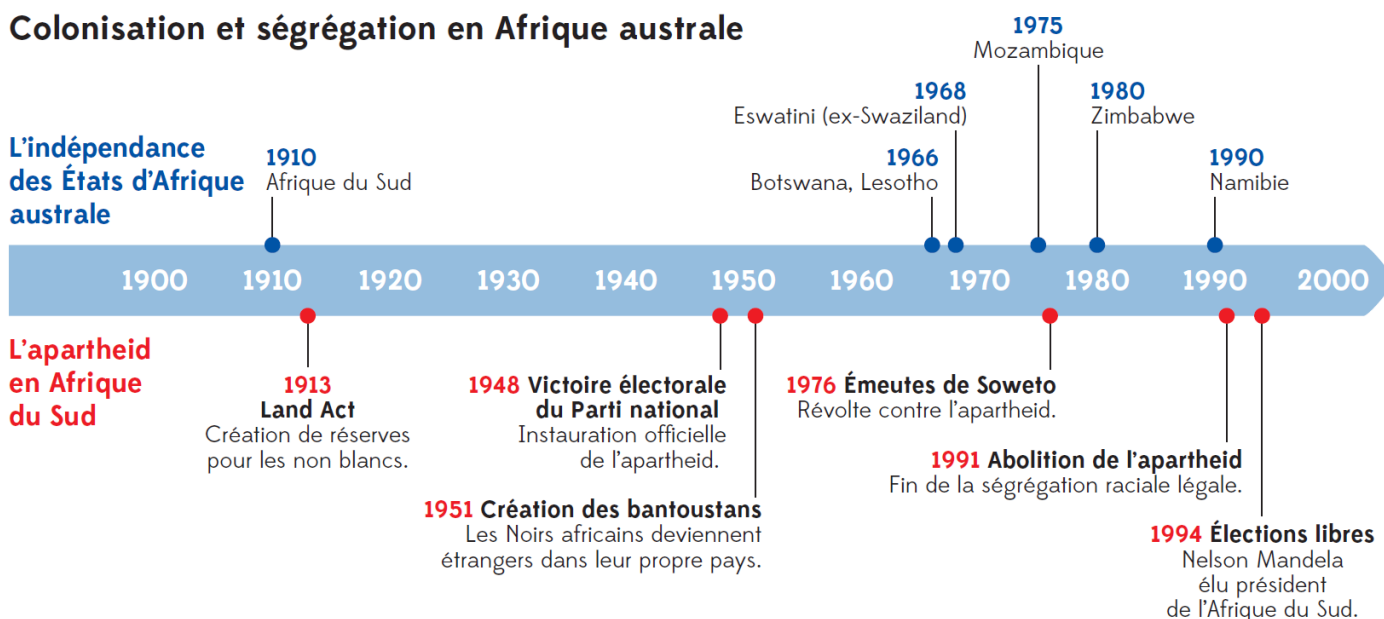 Colonisation et ségrégation en Afrique australe
L'indépendance
des États d'Afrique
australe
1910
Afrique du Sud
1966
Botswana, Lesotho
1968
Eswatini (ex-Swaziland)
1975
Mozambique
1980
Zimbabwe
1990
Namibie
1900 1910 1920 1930 1940 1950 1960 1970 1980 1990 2000
L'apartheid
en Afrique
du Sud
1913
Land Act
Création de réserves
pour les non blancs.
1948 Victoire électorale
du Parti national
Instauration officielle
de l'apartheid.
1951 Création des bantoustans
Les Noirs africains deviennent
étrangers dans leur propre pays.
1976 Émeutes de Soweto
Révolte contre l'apartheid.
1991 Abolition de l'apartheid
Fin de la ségrégation raciale légale.
1994 Élections libres
Nelson Mandela
élu président
de l'Afrique du Sud.